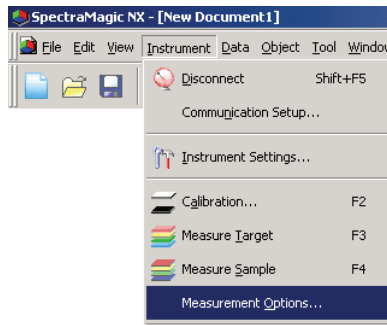 SpectraMagic NX - [New Document1]
File Edit View Instrument Data Object Tool Window
Disconnect Shift+F5
Communication Setup...
Instrument Settings...
Calibration... F2
Measure Target F3
Measure Sample F4
Measurement Options...